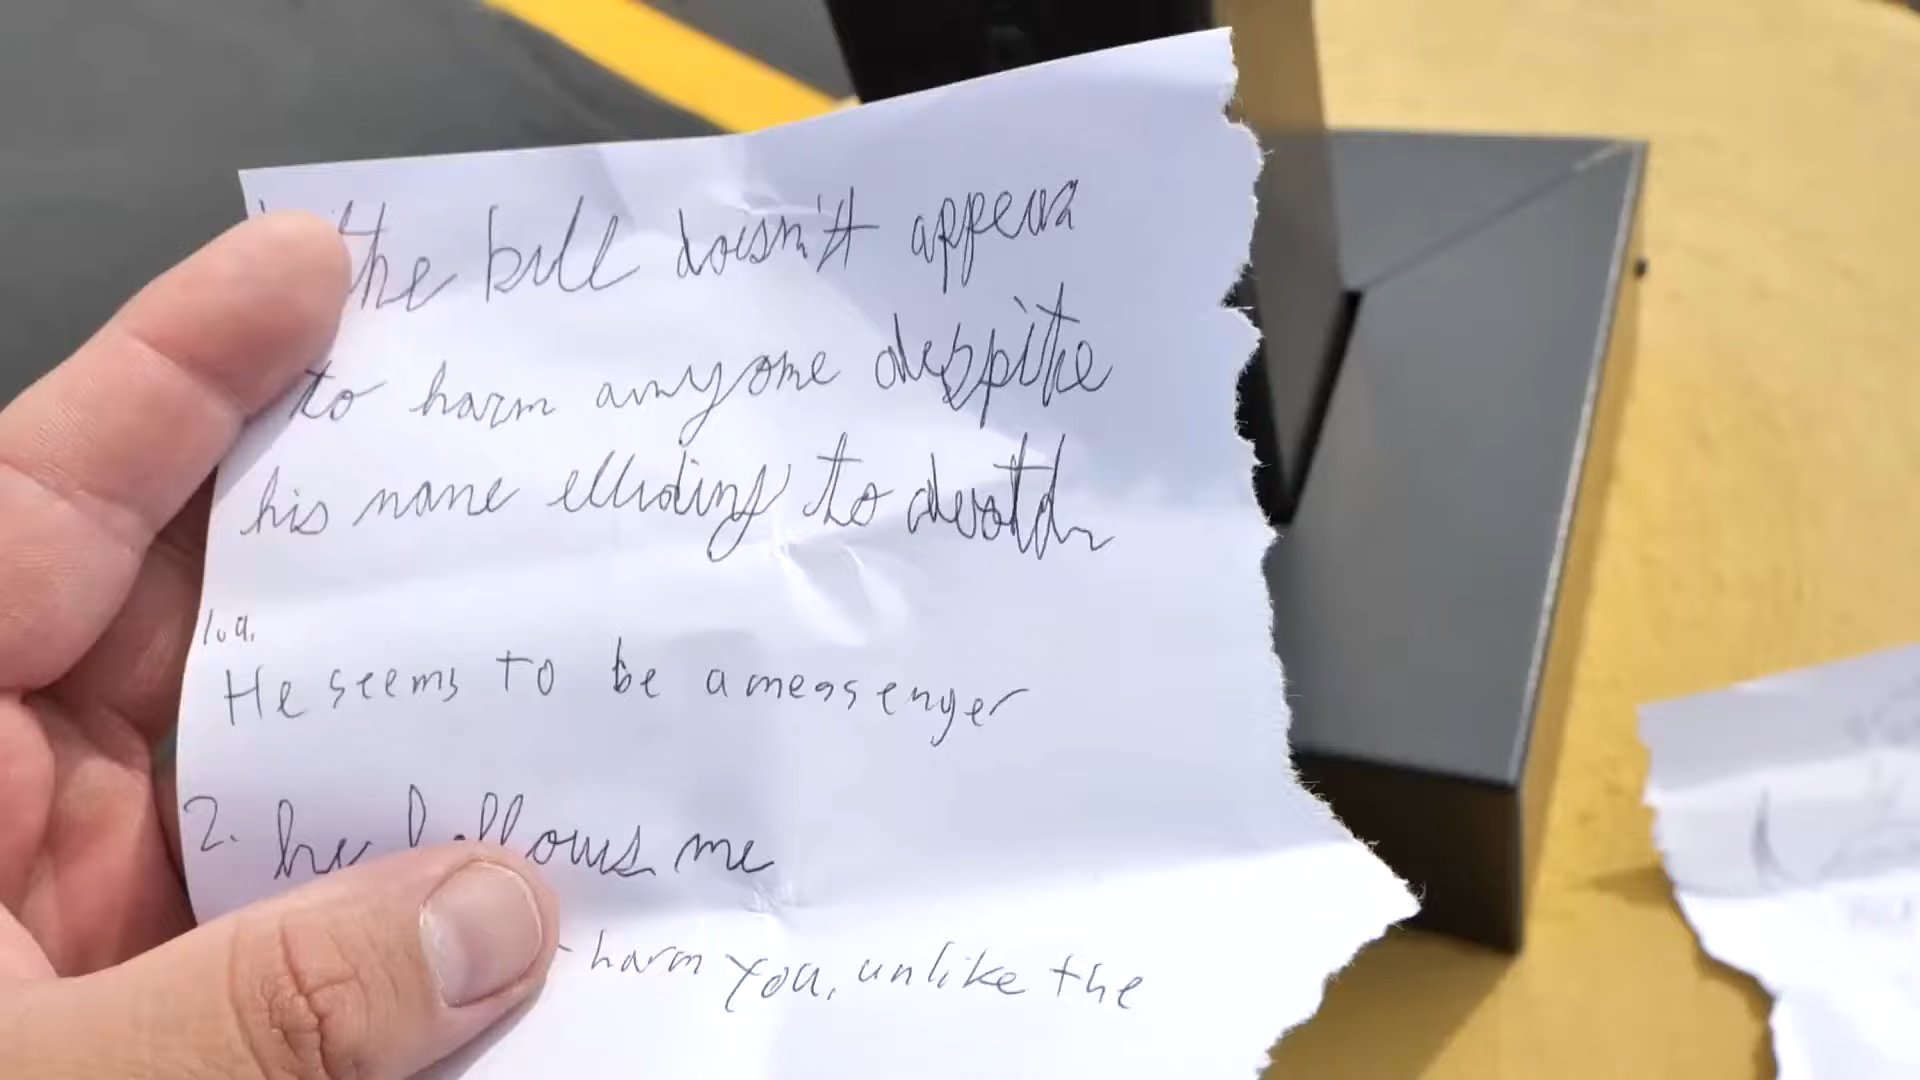 the bell doesn't appear
to harm anyone despite
his name elluding to death
1.a.
He seems to be a messenger
2. he follows me
harm you, unlike the